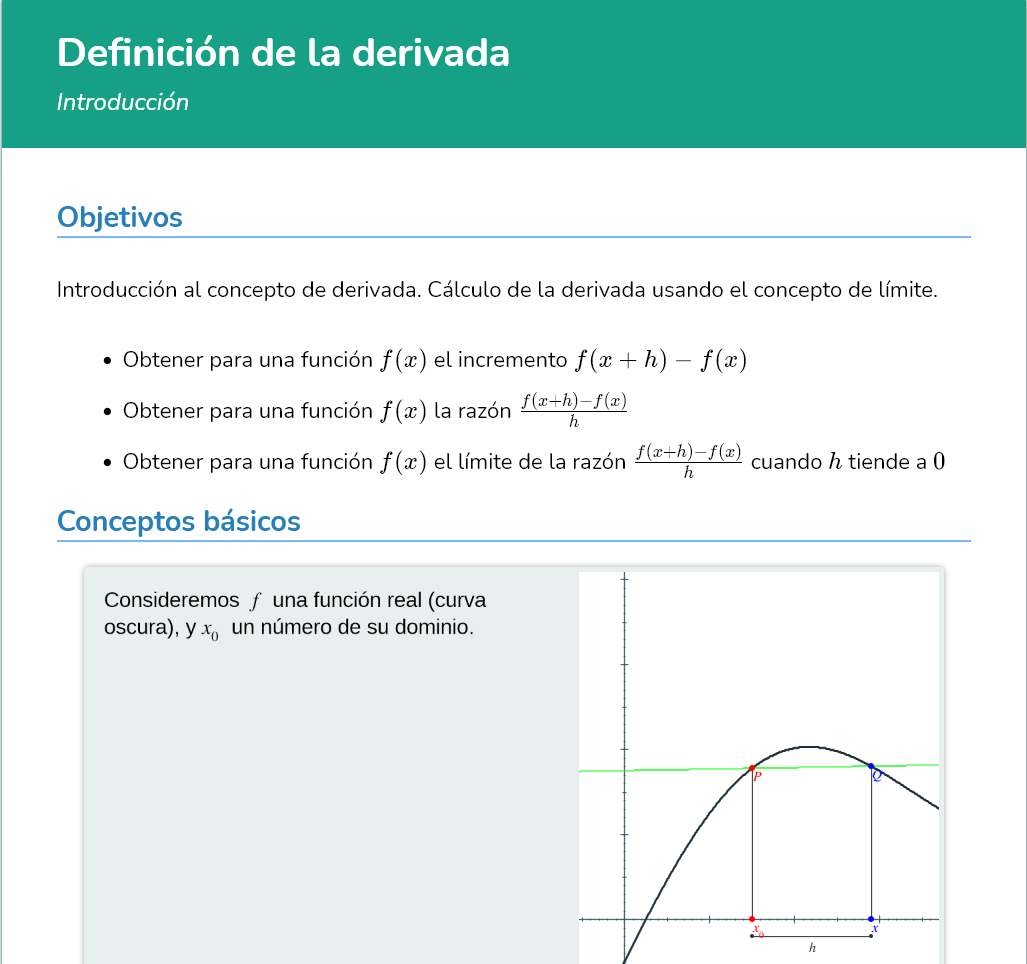 Definición de la derivada
Introducción
Objetivos
Introducción al concepto de derivada. Cálculo de la derivada usando el concepto de límite.
• Obtener para una función f(x) el incremento f(x + h) − f(x)
• Obtener para una función f(x) la razón \frac{f(x+h)−f(x)}{h}
• Obtener para una función f(x) el límite de la razón \frac{f(x+h)−f(x)}{h} cuando h tiende a 0
Conceptos básicos
Consideremos f una función real (curva
oscura), y x₀ un número de su dominio.
P
Q
x₀
x
h